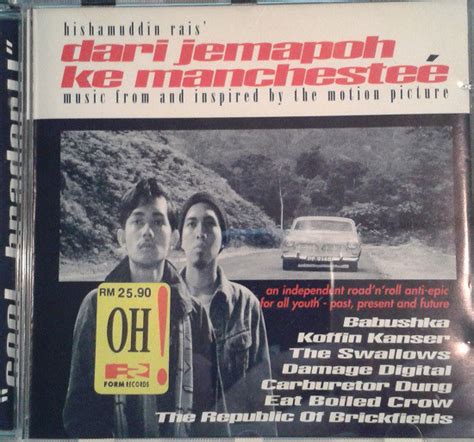 hishamuddin rais'
dari jemapoh
ke manchesteé
music from and inspired by the motion picture
an independent road'n'roll anti-epic
for all youth - past, present and future
RM 25.90
OH!
FORM RECORDS
Babushka
Koffin Kanser
The Swallows
Damage Digital
Carburetor Dung
Eat Boiled Crow
The Republic Of Brickfields